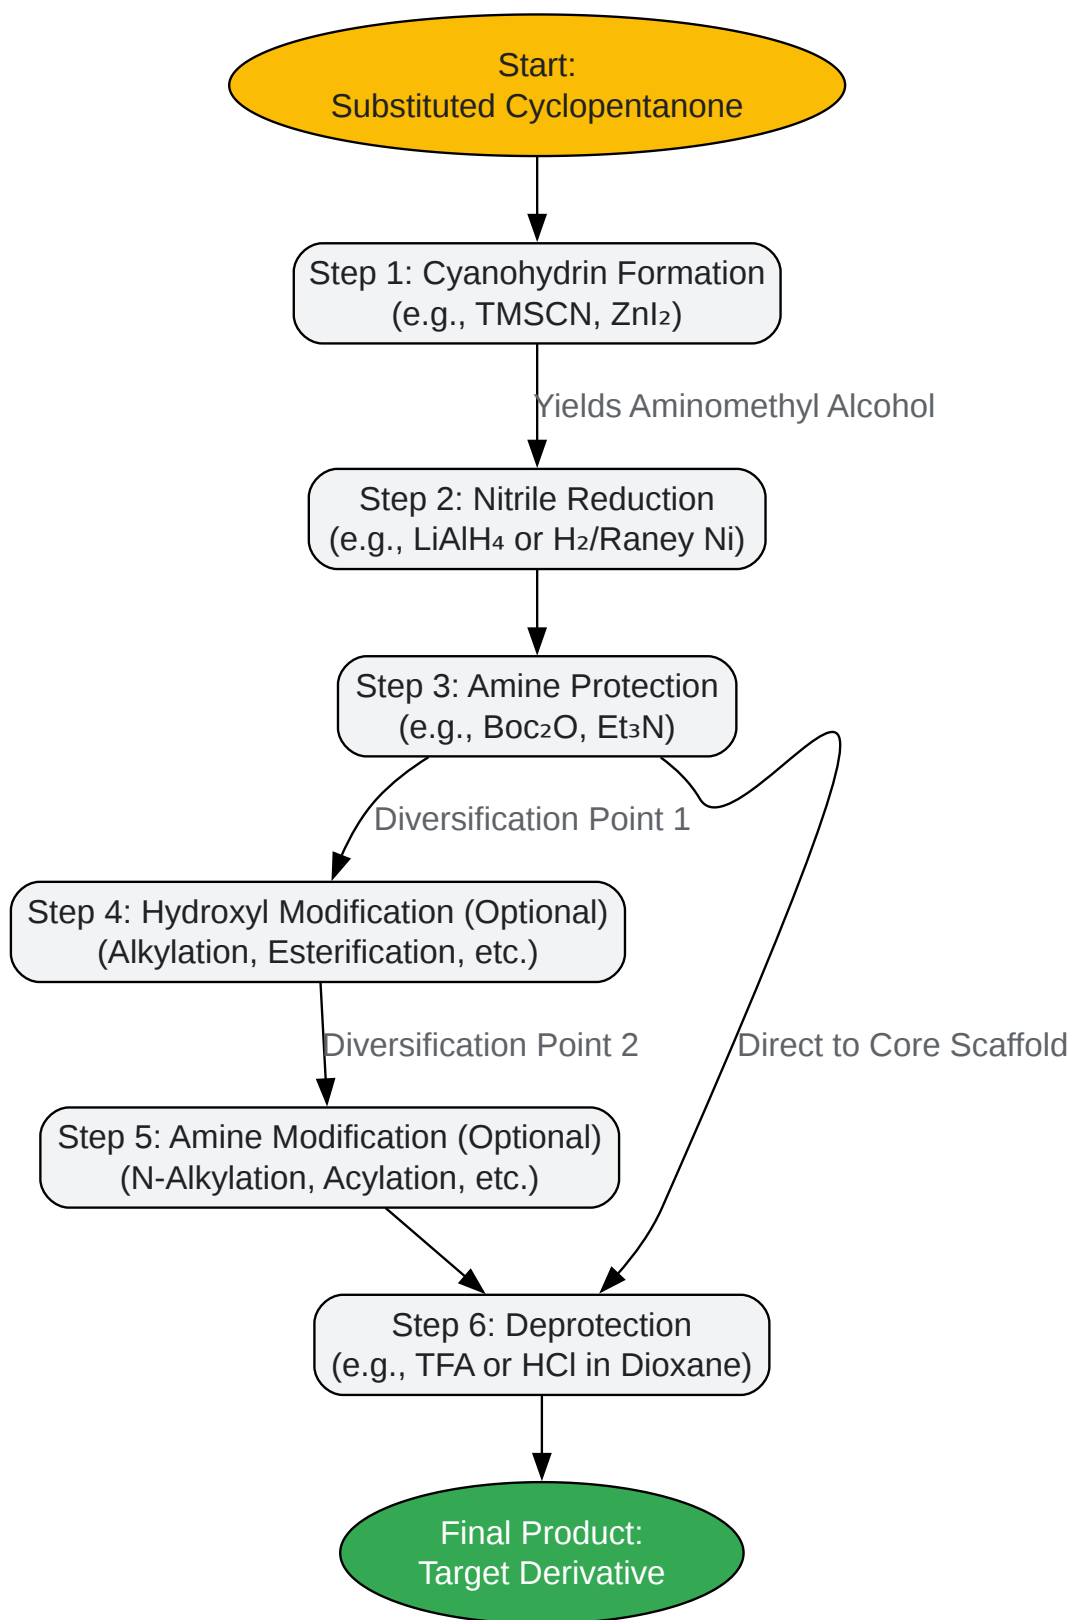 Start:
Substituted Cyclopentanone
Step 1: Cyanohydrin Formation
(e.g., TMSCN, ZnI₂)
Yields Aminomethyl Alcohol
Step 2: Nitrile Reduction
(e.g., LiAlH₄ or H₂/Raney Ni)
Step 3: Amine Protection
(e.g., Boc₂O, Et₃N)
Diversification Point 1
Step 4: Hydroxyl Modification (Optional)
(Alkylation, Esterification, etc.)
Diversification Point 2
Direct to Core Scaffold
Step 5: Amine Modification (Optional)
(N-Alkylation, Acylation, etc.)
Step 6: Deprotection
(e.g., TFA or HCl in Dioxane)
Final Product:
Target Derivative